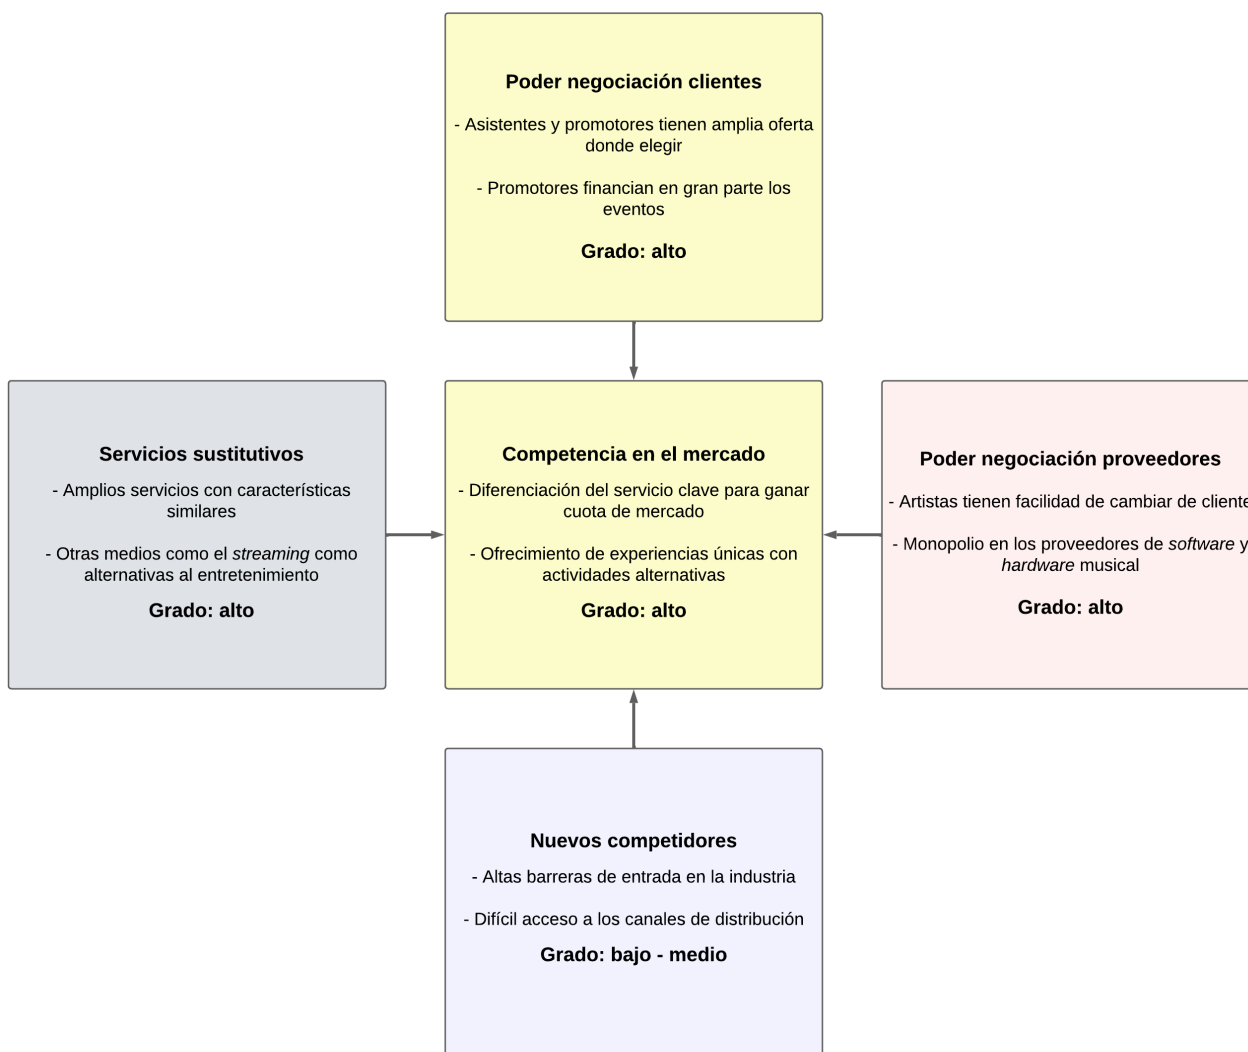 Poder negociación clientes
- Asistentes y promotores tienen amplia oferta
donde elegir
- Promotores financian en gran parte los
eventos
Grado: alto
Servicios sustitutivos
- Amplios servicios con características
similares
- Otras medios como el streaming como
alternativas al entretenimiento
Grado: alto
Competencia en el mercado
- Diferenciación del servicio clave para ganar
cuota de mercado
- Ofrecimiento de experiencias únicas con
actividades alternativas
Grado: alto
Poder negociación proveedores
- Artistas tienen facilidad de cambiar de cliente
- Monopolio en los proveedores de software y
hardware musical
Grado: alto
Nuevos competidores
- Altas barreras de entrada en la industria
- Difícil acceso a los canales de distribución
Grado: bajo - medio